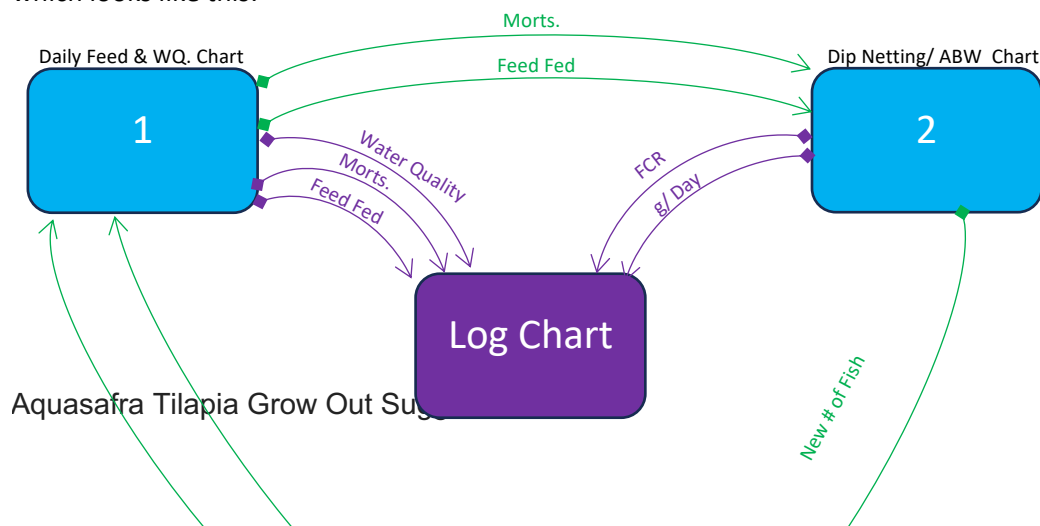 which looks like this:
Morts.
Daily Feed & WQ. Chart
Dip Netting/ ABW Chart
Feed Fed
1
2
Water Quality
Morts.
Feed Fed
FCR
g/ Day
Log Chart
Aquasafra Tilapia Grow Out
New # of Fish